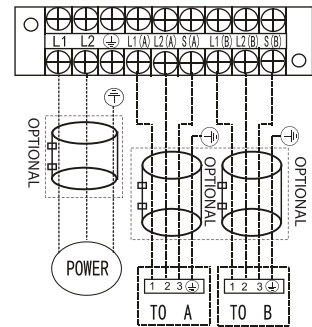 L1 L2 L1(A) L2(A) S(A) L1(B) L2(B) S(B)
OPTIONAL
OPTIONAL
OPTIONAL
POWER
1 2 3
1 2 3
TO A
TO B